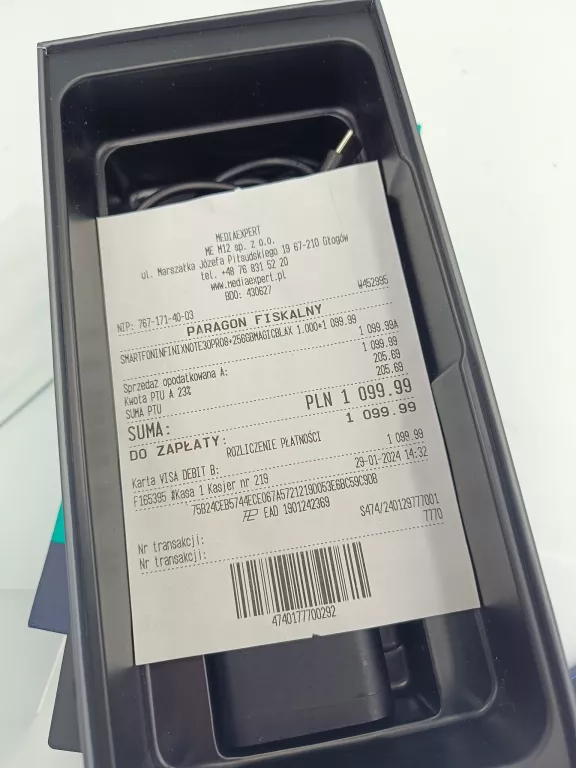 MEDIAEXPERT
ME M12 sp. z o.o.
ul. Marszałka Józefa Piłsudskiego 19 67-210 Głogów
tel. +48 76 831 52 20
www.mediaexpert.pl
BDO: 430627
NIP: 767-171-40-03 W452995
PARAGON FISKALNY
SMARTFONINFINIXNOTE30PRO8+256GBMAGICBLAX 1.000*1 099.99
1 099.99A
Sprzedaż opodatkowana A: 1 099.99
Kwota PTU A 23% 205.69
SUMA PTU 205.69
SUMA: PLN 1 099.99
DO ZAPŁATY: 1 099.99
ROZLICZENIE PŁATNOŚCI
Karta VISA DEBIT B: 1 099.99
F165395 #Kasa 1 Kasjer nr 219 29-01-2024 14:32
75B24CEB5744ECE067A5721219DD53E6BC59C9DB
EAD 1901242369
Nr transakcji: S474/240129777001
Nr transakcji: 7770
4740177700292